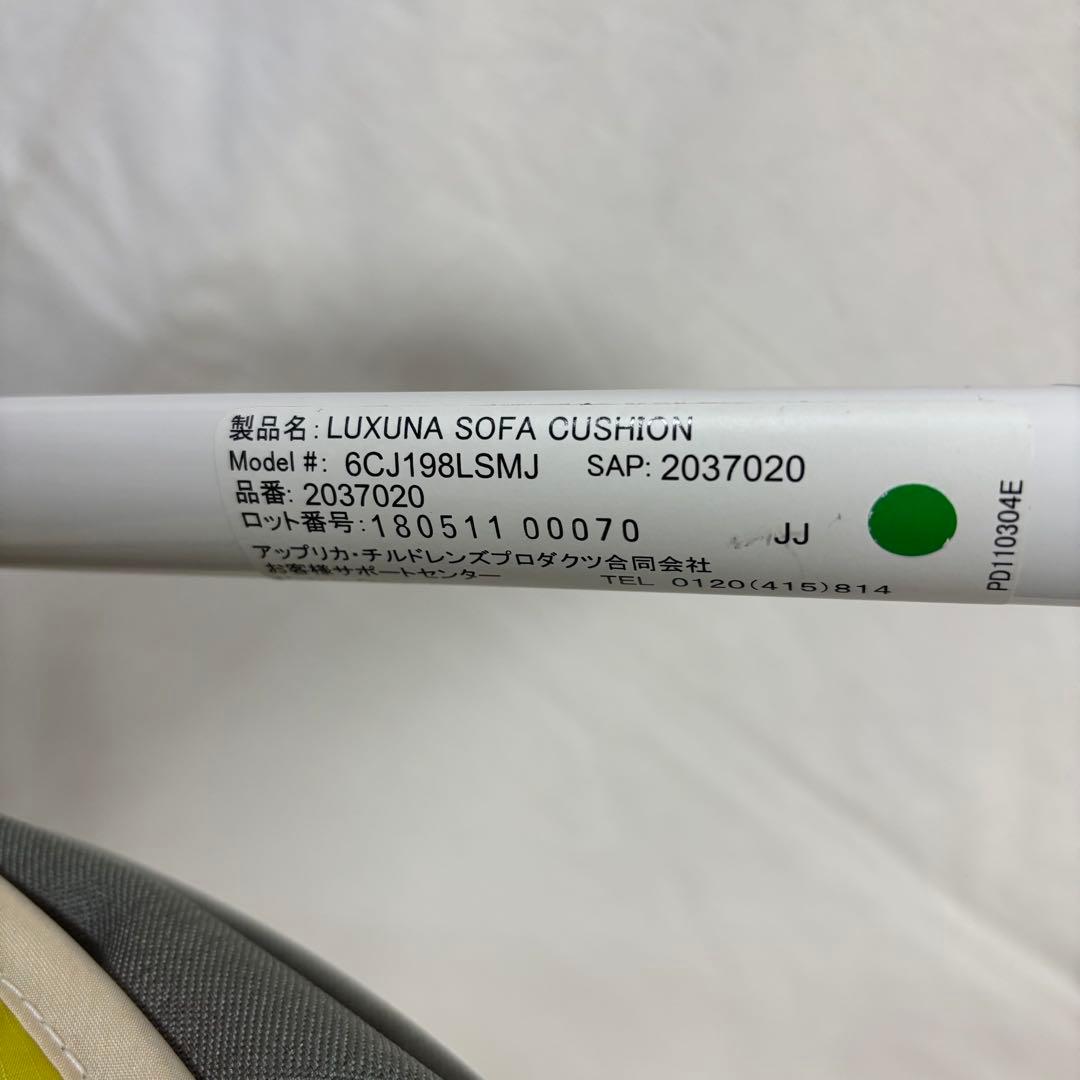 製品名:LUXUNA SOFA CUSHION
Model #: 6CJ198LSMJ SAP: 2037020
品番: 2037020
ロット番号:180511 00070 JJ
アップリカ・チルドレンズプロダクツ合同会社
お客様サポートセンター TEL 0120(415)814
PD110304E